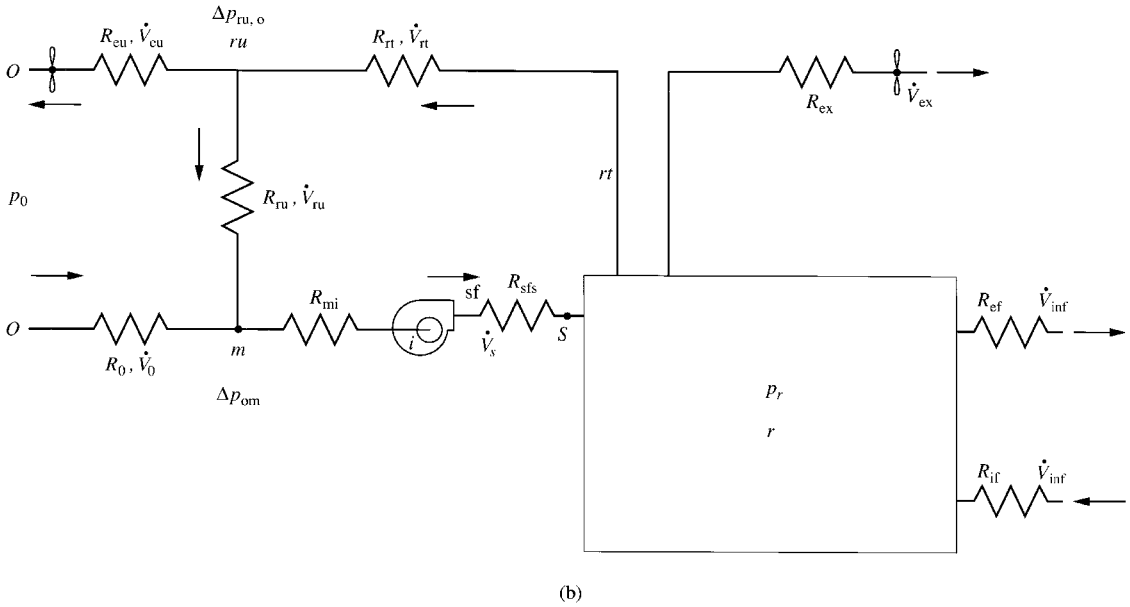 Δp_ru, o
ru
R_eu, V̇_eu
R_rt, V̇_rt
O
R_ex
V̇_ex
rt
p_0
R_ru, V̇_ru
O
R_0, V̇_0
m
Δp_om
R_mi
i
sf
R_sfs
V̇_s
S
p_r
r
R_ef
V̇_inf
R_if
V̇_inf
(b)